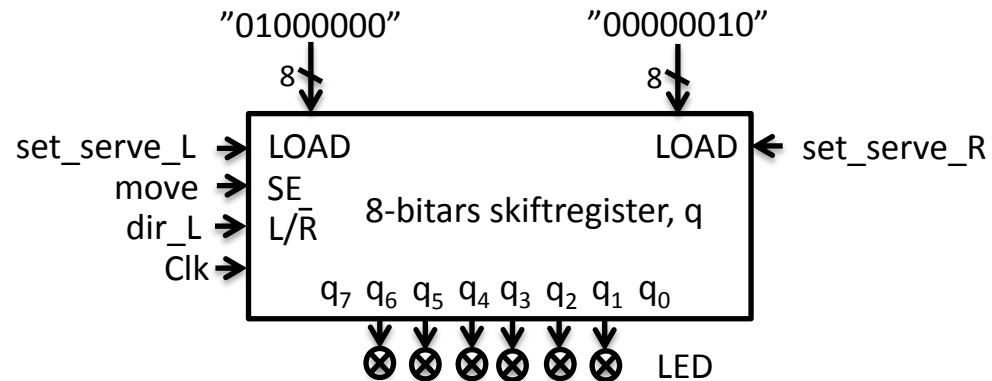 ”01000000” ”00000010”
8 8
set_serve_L LOAD LOAD set_serve_R
move SE
dir_L L/R̅ 8-bitars skiftregister, q
Clk
q₇ q₆ q₅ q₄ q₃ q₂ q₁ q₀
LED